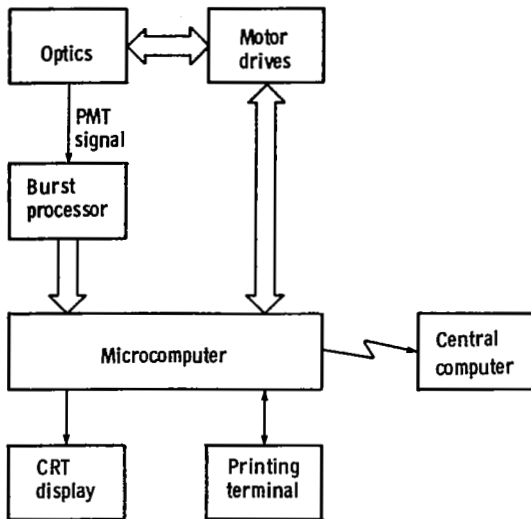 Optics
Motor
drives
PMT
signal
Burst
processor
Microcomputer
Central
computer
CRT
display
Printing
terminal